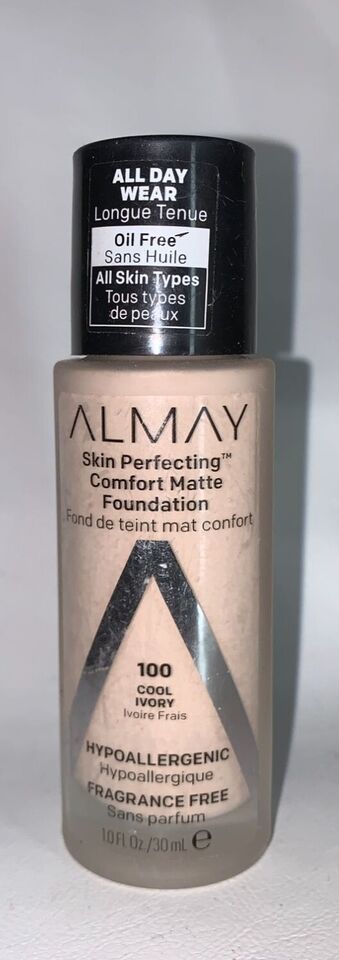 ALL DAY
WEAR
Longue Tenue
Oil Free
Sans Huile
All Skin Types
Tous types
de peaux
ALMAY
Skin Perfecting™
Comfort Matte
Foundation
Fond de teint mat confort
100
COOL
IVORY
Ivoire Frais
HYPOALLERGENIC
Hypoallergique
FRAGRANCE FREE
Sans parfum
1.0 Fl. Oz./30 mL ℮